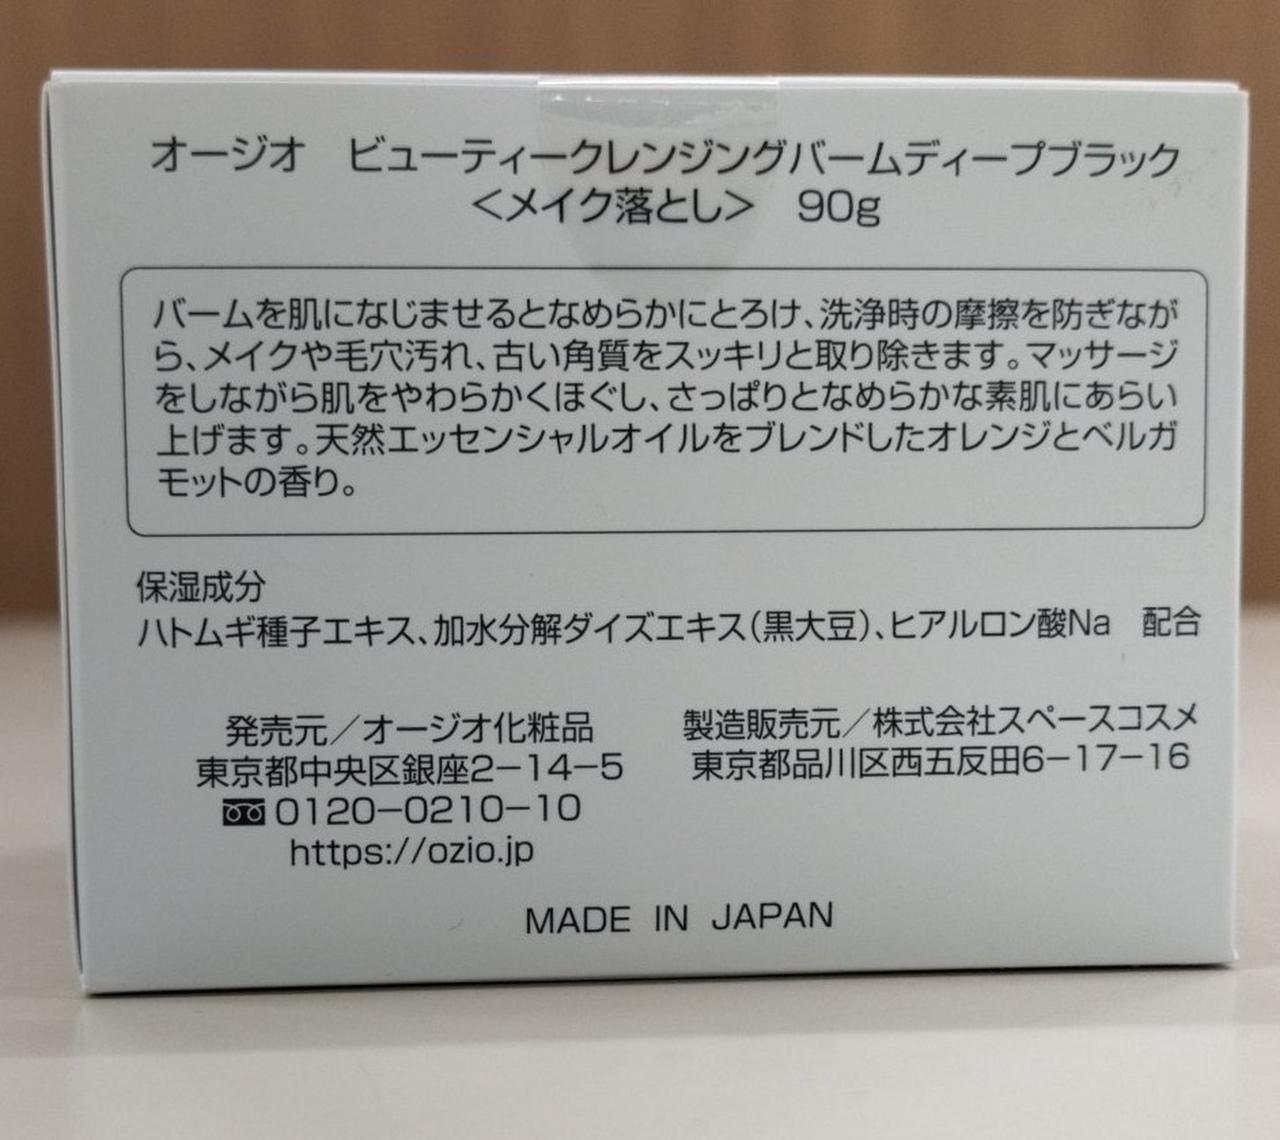 オージオ　ビューティークレンジングバームディープブラック
＜メイク落とし＞　90g
バームを肌になじませるとなめらかにとろけ、洗浄時の摩擦を防ぎなが
ら、メイクや毛穴汚れ、古い角質をスッキリと取り除きます。マッサージ
をしながら肌をやわらかくほぐし、さっぱりとなめらかな素肌にあらい
上げます。天然エッセンシャルオイルをブレンドしたオレンジとベルガ
モットの香り。
保湿成分
ハトムギ種子エキス、加水分解ダイズエキス（黒大豆）、ヒアルロン酸Na　配合
発売元／オージオ化粧品
東京都中央区銀座2－14－5
0120－0210－10
https://ozio.jp
製造販売元／株式会社スペースコスメ
東京都品川区西五反田6－17－16
MADE IN JAPAN